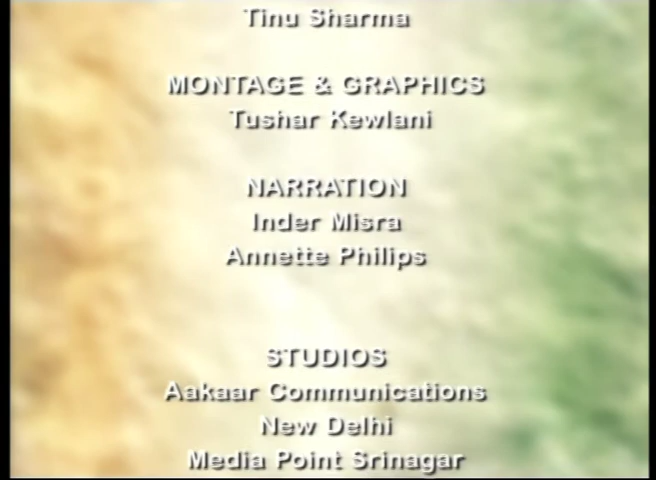 Tinu Sharma
MONTAGE & GRAPHICS
Tushar Kewlani
NARRATION
Inder Misra
Annette Philips
STUDIOS
Aakaar Communications
New Delhi
Media Point Srinagar